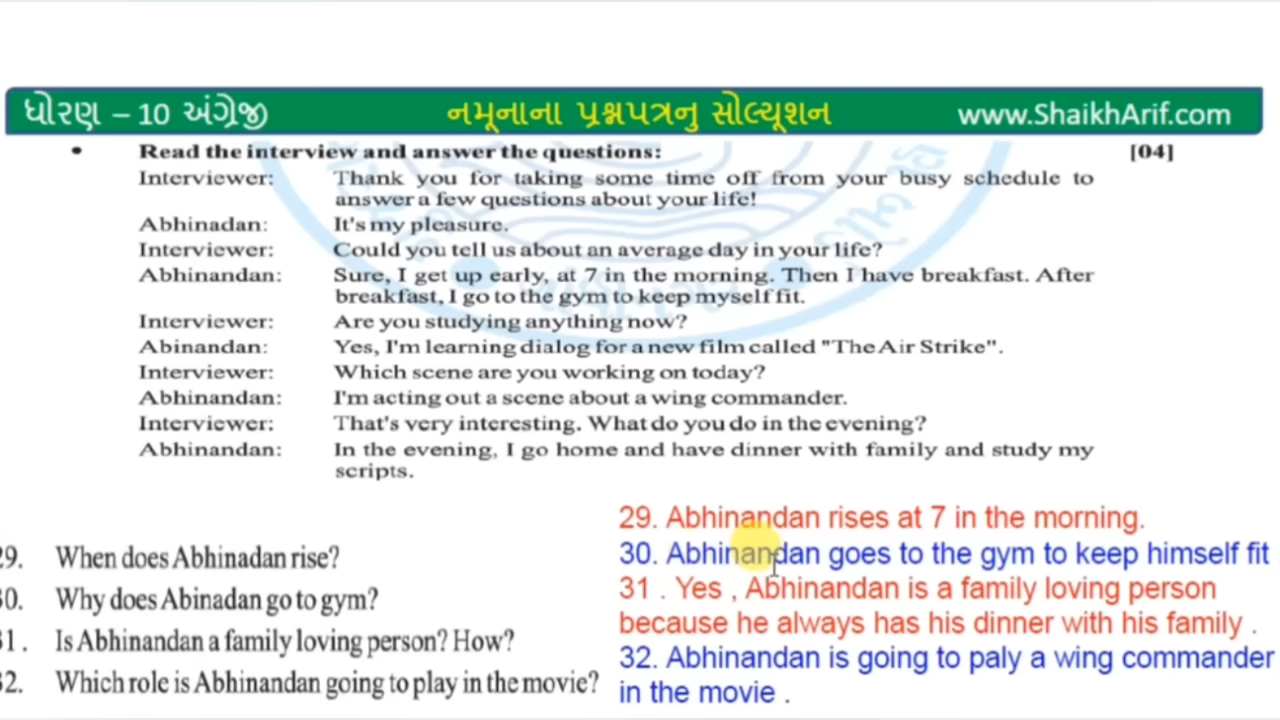 ધોરણ – 10 અંગ્રેજી નમૂનાના પ્રશ્નપત્રનુ સોલ્યૂશન www.ShaikhArif.com
• Read the interview and answer the questions: [04]
Interviewer: Thank you for taking some time off from your busy schedule to
answer a few questions about your life!
Abhinadan: It's my pleasure.
Interviewer: Could you tell us about an average day in your life?
Abhinandan: Sure, I get up early, at 7 in the morning. Then I have breakfast. After
breakfast, I go to the gym to keep myself fit.
Interviewer: Are you studying anything now?
Abinandan: Yes, I'm learning dialog for a new film called "The Air Strike".
Interviewer: Which scene are you working on today?
Abhinandan: I'm acting out a scene about a wing commander.
Interviewer: That's very interesting. What do you do in the evening?
Abhinandan: In the evening, I go home and have dinner with family and study my
scripts.
29. When does Abhinadan rise?
30. Why does Abinadan go to gym?
31. Is Abhinandan a family loving person? How?
32. Which role is Abhinandan going to play in the movie?
29. Abhinandan rises at 7 in the morning.
30. Abhinandan goes to the gym to keep himself fit
31 . Yes , Abhinandan is a family loving person
because he always has his dinner with his family .
32. Abhinandan is going to paly a wing commander
in the movie .